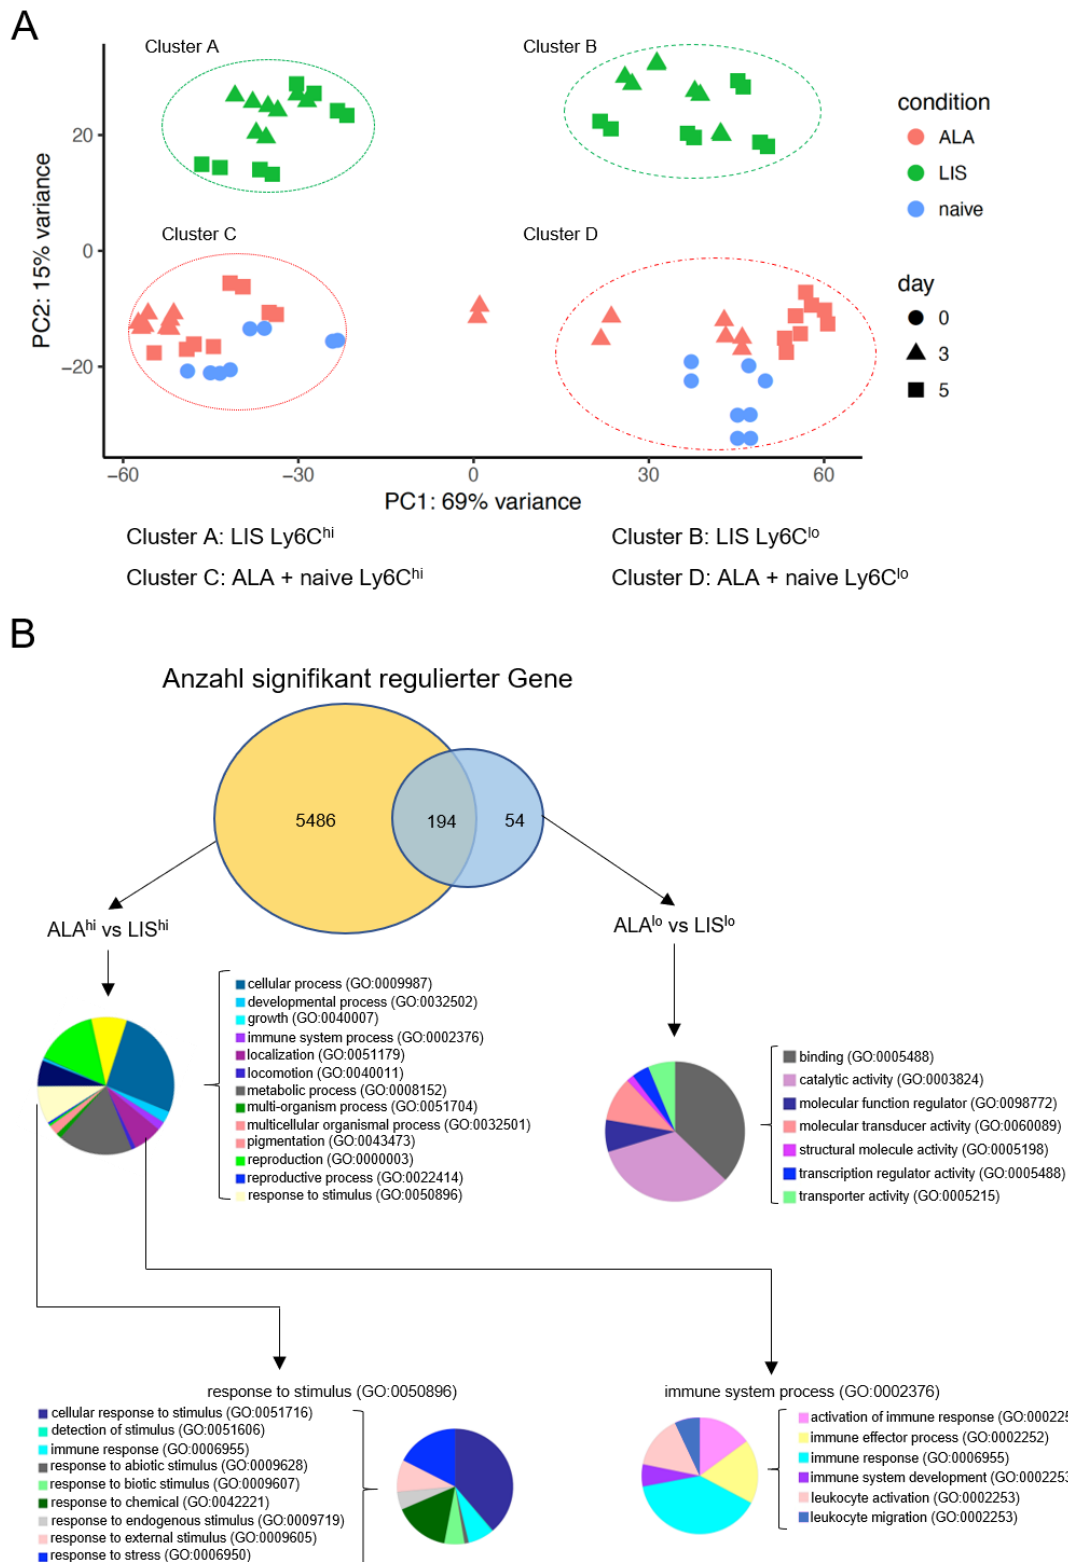 A
Cluster A
Cluster B
condition
ALA
LIS
naive
day
0
3
5
Cluster C
Cluster D
PC2: 15% variance
20
0
−20
−60
−30
0
30
60
PC1: 69% variance
Cluster A: LIS Ly6Chi
Cluster B: LIS Ly6Clo
Cluster C: ALA + naive Ly6Chi
Cluster D: ALA + naive Ly6Clo
B
Anzahl signifikant regulierter Gene
5486
194
54
ALAhi vs LIShi
ALAlo vs LISlo
cellular process (GO:0009987)
developmental process (GO:0032502)
growth (GO:0040007)
immune system process (GO:0002376)
localization (GO:0051179)
locomotion (GO:0040011)
metabolic process (GO:0008152)
multi-organism process (GO:0051704)
multicellular organismal process (GO:0032501)
pigmentation (GO:0043473)
reproduction (GO:0000003)
reproductive process (GO:0022414)
response to stimulus (GO:0050896)
binding (GO:0005488)
catalytic activity (GO:0003824)
molecular function regulator (GO:0098772)
molecular transducer activity (GO:0060089)
structural molecule activity (GO:0005198)
transcription regulator activity (GO:0005488)
transporter activity (GO:0005215)
response to stimulus (GO:0050896)
cellular response to stimulus (GO:0051716)
detection of stimulus (GO:0051606)
immune response (GO:0006955)
response to abiotic stimulus (GO:0009628)
response to biotic stimulus (GO:0009607)
response to chemical (GO:0042221)
response to endogenous stimulus (GO:0009719)
response to external stimulus (GO:0009605)
response to stress (GO:0006950)
immune system process (GO:0002376)
activation of immune response (GO:000225
immune effector process (GO:0002252)
immune response (GO:0006955)
immune system development (GO:0002253)
leukocyte activation (GO:0002253)
leukocyte migration (GO:0002253)